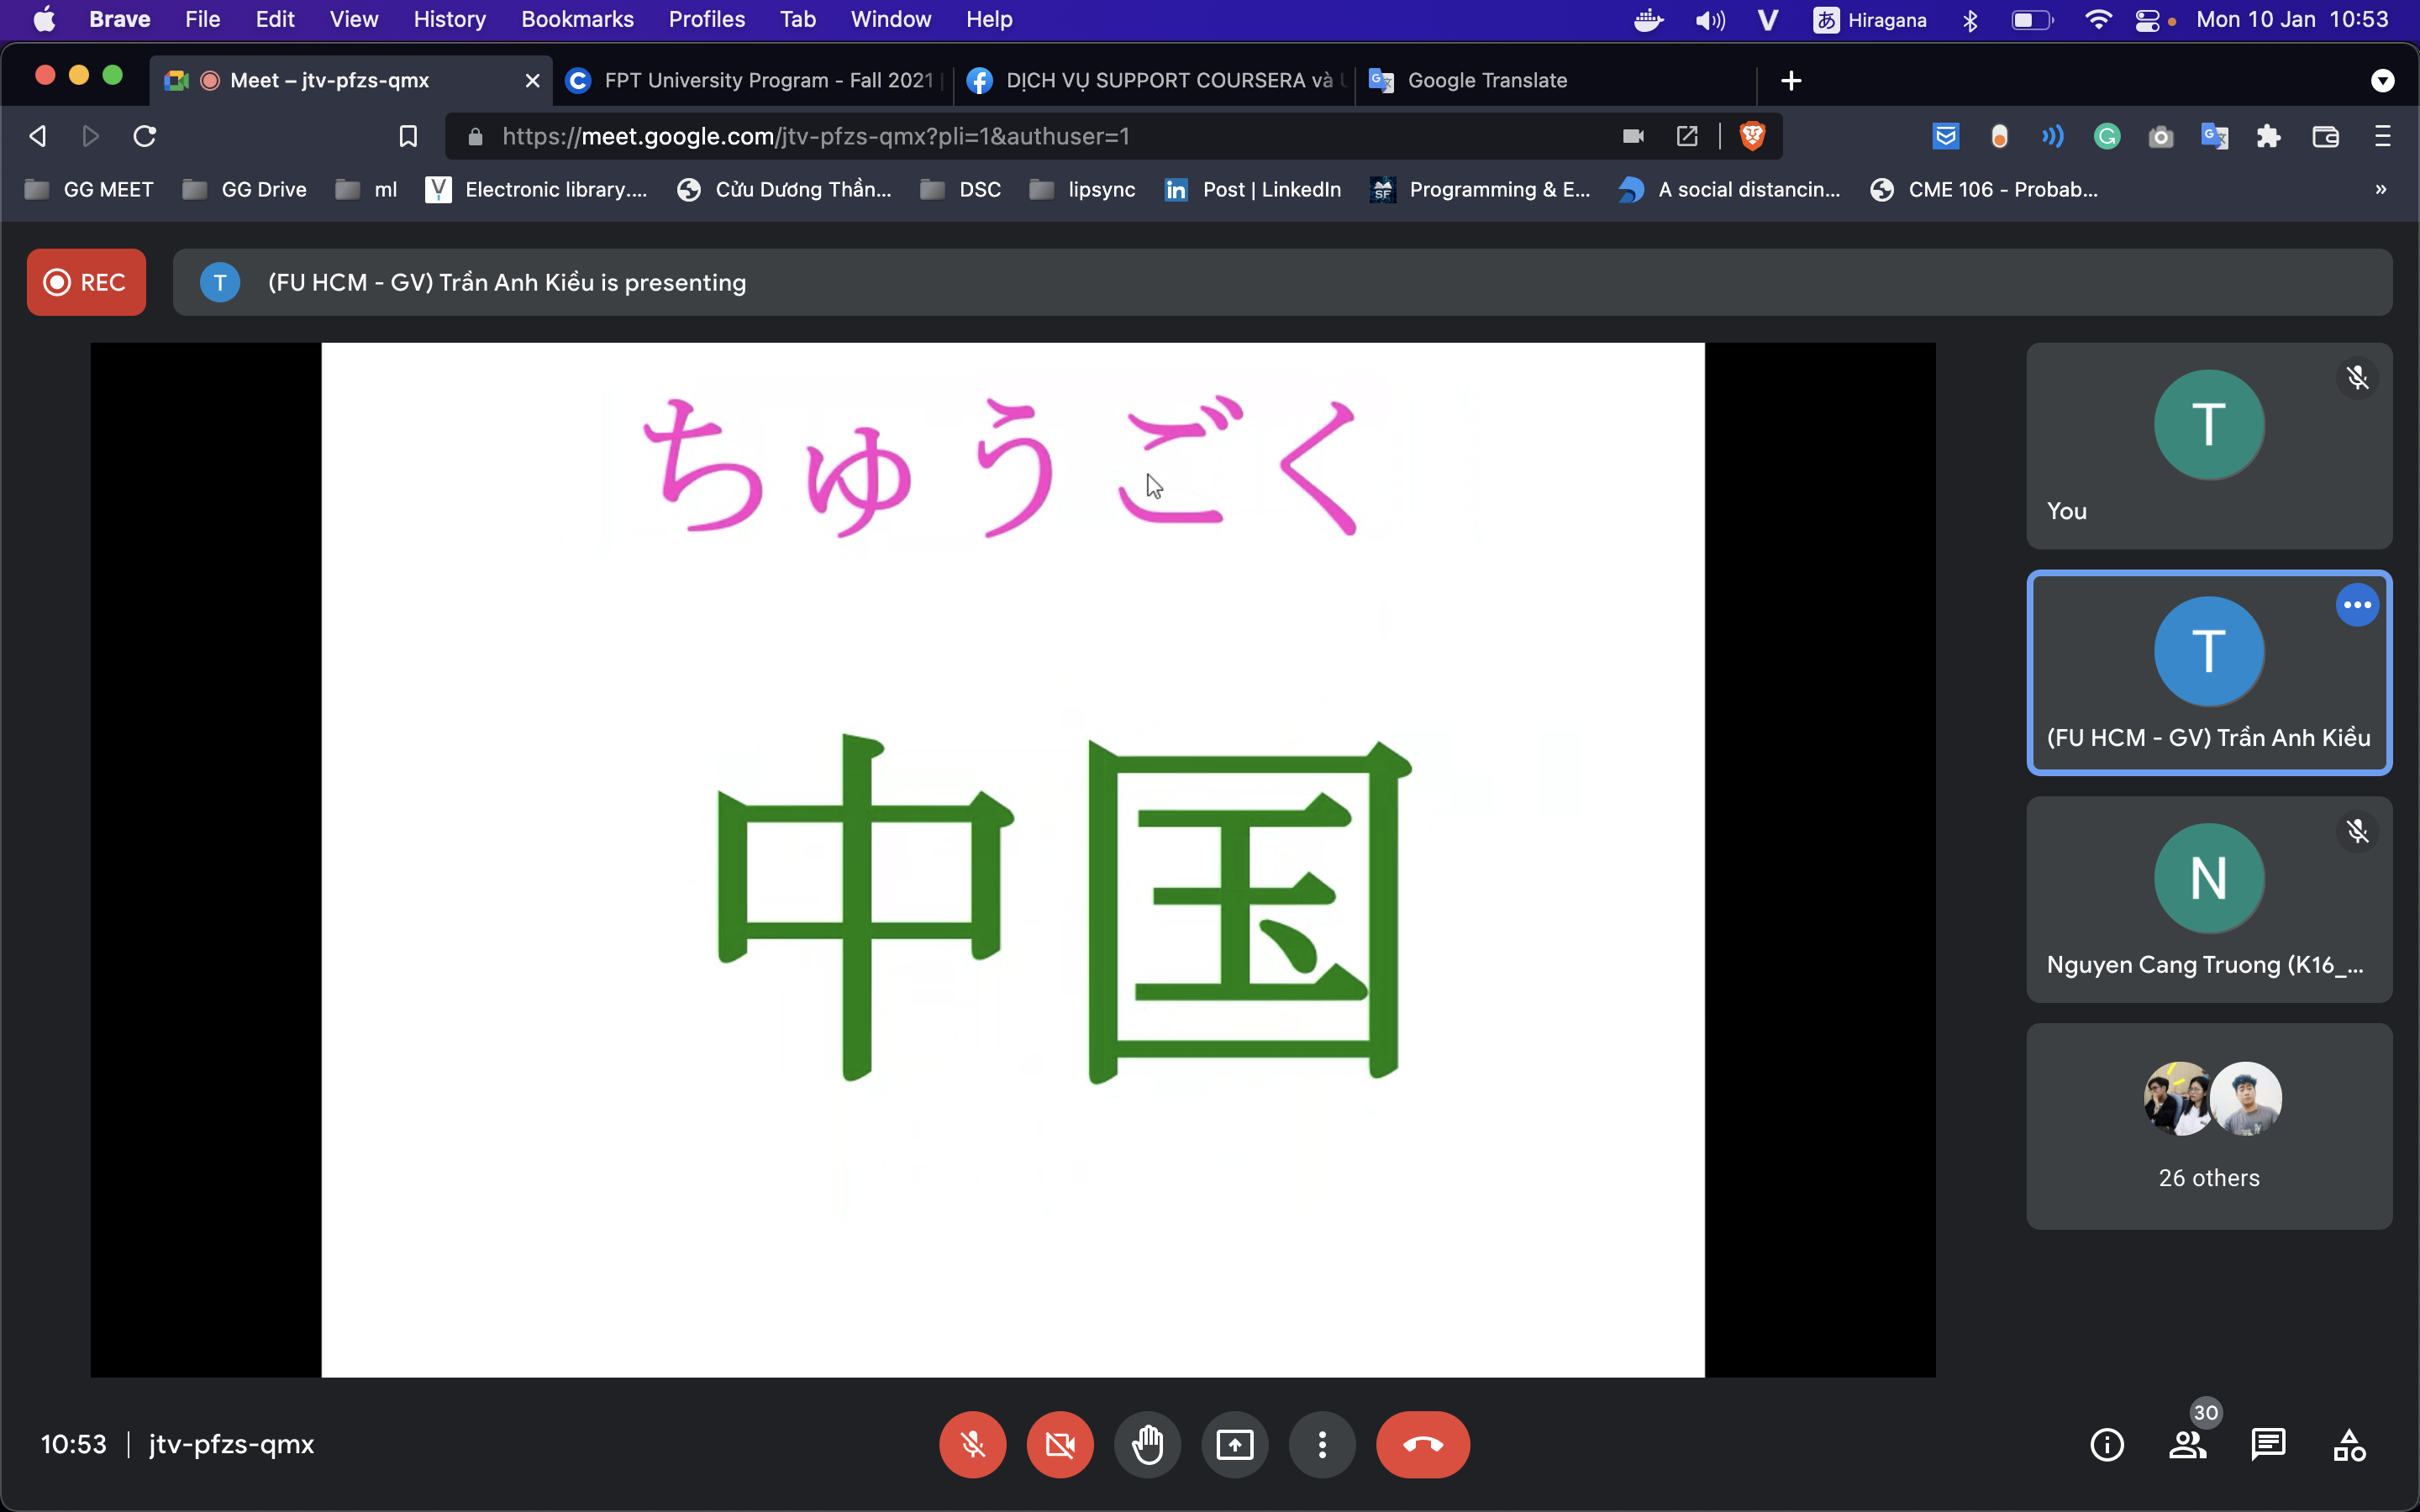 Brave File Edit View History Bookmarks Profiles Tab Window Help V あ Hiragana Mon 10 Jan 10:53
Meet – jtv-pfzs-qmx FPT University Program - Fall 2021 DỊCH VỤ SUPPORT COURSERA và Google Translate
https://meet.google.com/jtv-pfzs-qmx?pli=1&authuser=1
GG MEET GG Drive ml Electronic library.... Cửu Dương Thần... DSC lipsync Post | LinkedIn Programming & E... A social distancin... CME 106 - Probab... »
REC T (FU HCM - GV) Trần Anh Kiều is presenting
ちゅうごく
中国
T
You
T
(FU HCM - GV) Trần Anh Kiều
N
Nguyen Cang Truong (K16_...
26 others
10:53 | jtv-pfzs-qmx
30